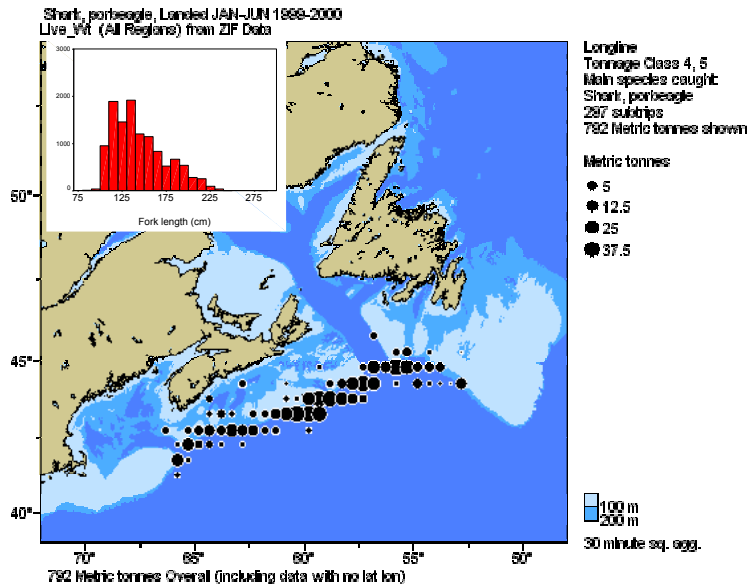 Shark, porbeagle, Landed JAN-JUN 1999-2000
Live_Wt (All Regions) from ZIF Data
3000
2000
1000
0
75 125 175 225 275
Fork length (cm)
50°
45°
40°
70° 65° 60° 55° 50°
792 Metric tonnes Overall (including data with no lat lon)
Longline
Tonnage Class 4, 5
Main species caught:
Shark, porbeagle
297 subtrips
792 Metric tonnes shown
Metric tonnes
5
12.5
25
37.5
100 m
200 m
30 minute sq. agg.